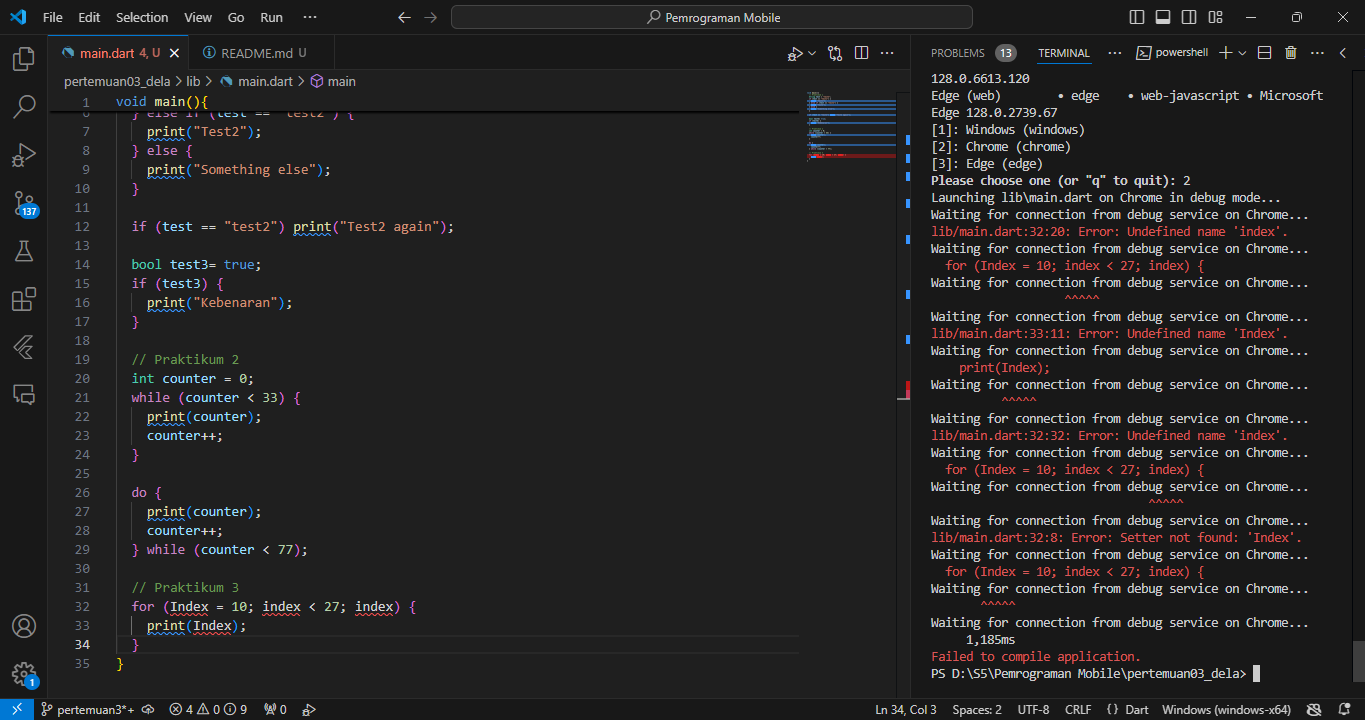 File Edit Selection View Go Run ··· Pemrograman Mobile
main.dart 4, U README.md U
pertemuan03_dela > lib > main.dart > main
1 void main(){
6 } else if (test == "test2") {
7 print("Test2");
8 } else {
9 print("Something else");
10 }
11
12 if (test == "test2") print("Test2 again");
13
14 bool test3= true;
15 if (test3) {
16 print("Kebenaran");
17 }
18
19 // Praktikum 2
20 int counter = 0;
21 while (counter < 33) {
22 print(counter);
23 counter++;
24 }
25
26 do {
27 print(counter);
28 counter++;
29 } while (counter < 77);
30
31 // Praktikum 3
32 for (Index = 10; index < 27; index) {
33 print(Index);
34 }
35 }
137
1
PROBLEMS 13 TERMINAL ··· powershell
128.0.6613.120
Edge (web) • edge • web-javascript • Microsoft
Edge 128.0.2739.67
[1]: Windows (windows)
[2]: Chrome (chrome)
[3]: Edge (edge)
Please choose one (or "q" to quit): 2
Launching lib\main.dart on Chrome in debug mode...
Waiting for connection from debug service on Chrome...
lib/main.dart:32:20: Error: Undefined name 'index'.
Waiting for connection from debug service on Chrome...
for (Index = 10; index < 27; index) {
Waiting for connection from debug service on Chrome...
^^^^^
Waiting for connection from debug service on Chrome...
lib/main.dart:33:11: Error: Undefined name 'Index'.
Waiting for connection from debug service on Chrome...
print(Index);
Waiting for connection from debug service on Chrome...
^^^^^
Waiting for connection from debug service on Chrome...
lib/main.dart:32:32: Error: Undefined name 'index'.
Waiting for connection from debug service on Chrome...
for (Index = 10; index < 27; index) {
Waiting for connection from debug service on Chrome...
^^^^^
Waiting for connection from debug service on Chrome...
lib/main.dart:32:8: Error: Setter not found: 'Index'.
Waiting for connection from debug service on Chrome...
for (Index = 10; index < 27; index) {
Waiting for connection from debug service on Chrome...
^^^^^
Waiting for connection from debug service on Chrome...
1,185ms
Failed to compile application.
PS D:\S5\Pemrograman Mobile\pertemuan03_dela>
pertemuan3*+ 4 0 9 0 Ln 34, Col 3 Spaces: 2 UTF-8 CRLF {} Dart Windows (windows-x64)